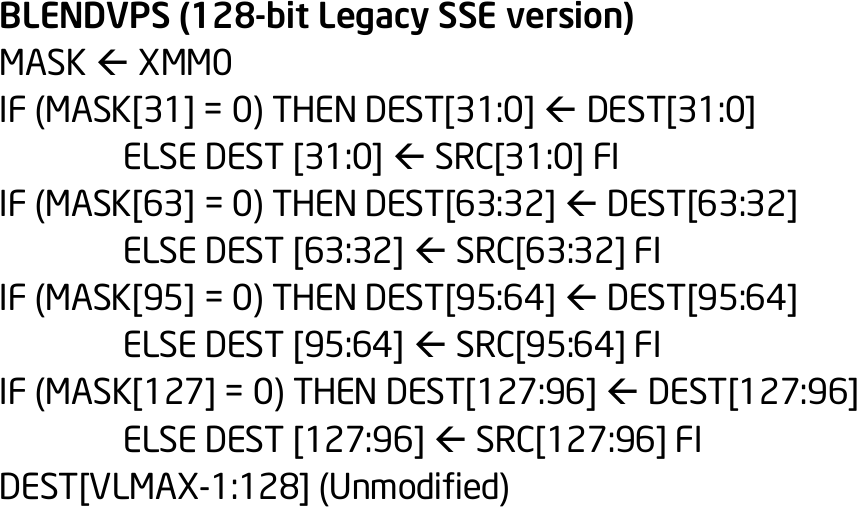 BLENDVPS (128-bit Legacy SSE version)
MASK ← XMM0
IF (MASK[31] = 0) THEN DEST[31:0] ← DEST[31:0]
ELSE DEST [31:0] ← SRC[31:0] FI
IF (MASK[63] = 0) THEN DEST[63:32] ← DEST[63:32]
ELSE DEST [63:32] ← SRC[63:32] FI
IF (MASK[95] = 0) THEN DEST[95:64] ← DEST[95:64]
ELSE DEST [95:64] ← SRC[95:64] FI
IF (MASK[127] = 0) THEN DEST[127:96] ← DEST[127:96]
ELSE DEST [127:96] ← SRC[127:96] FI
DEST[VLMAX-1:128] (Unmodified)